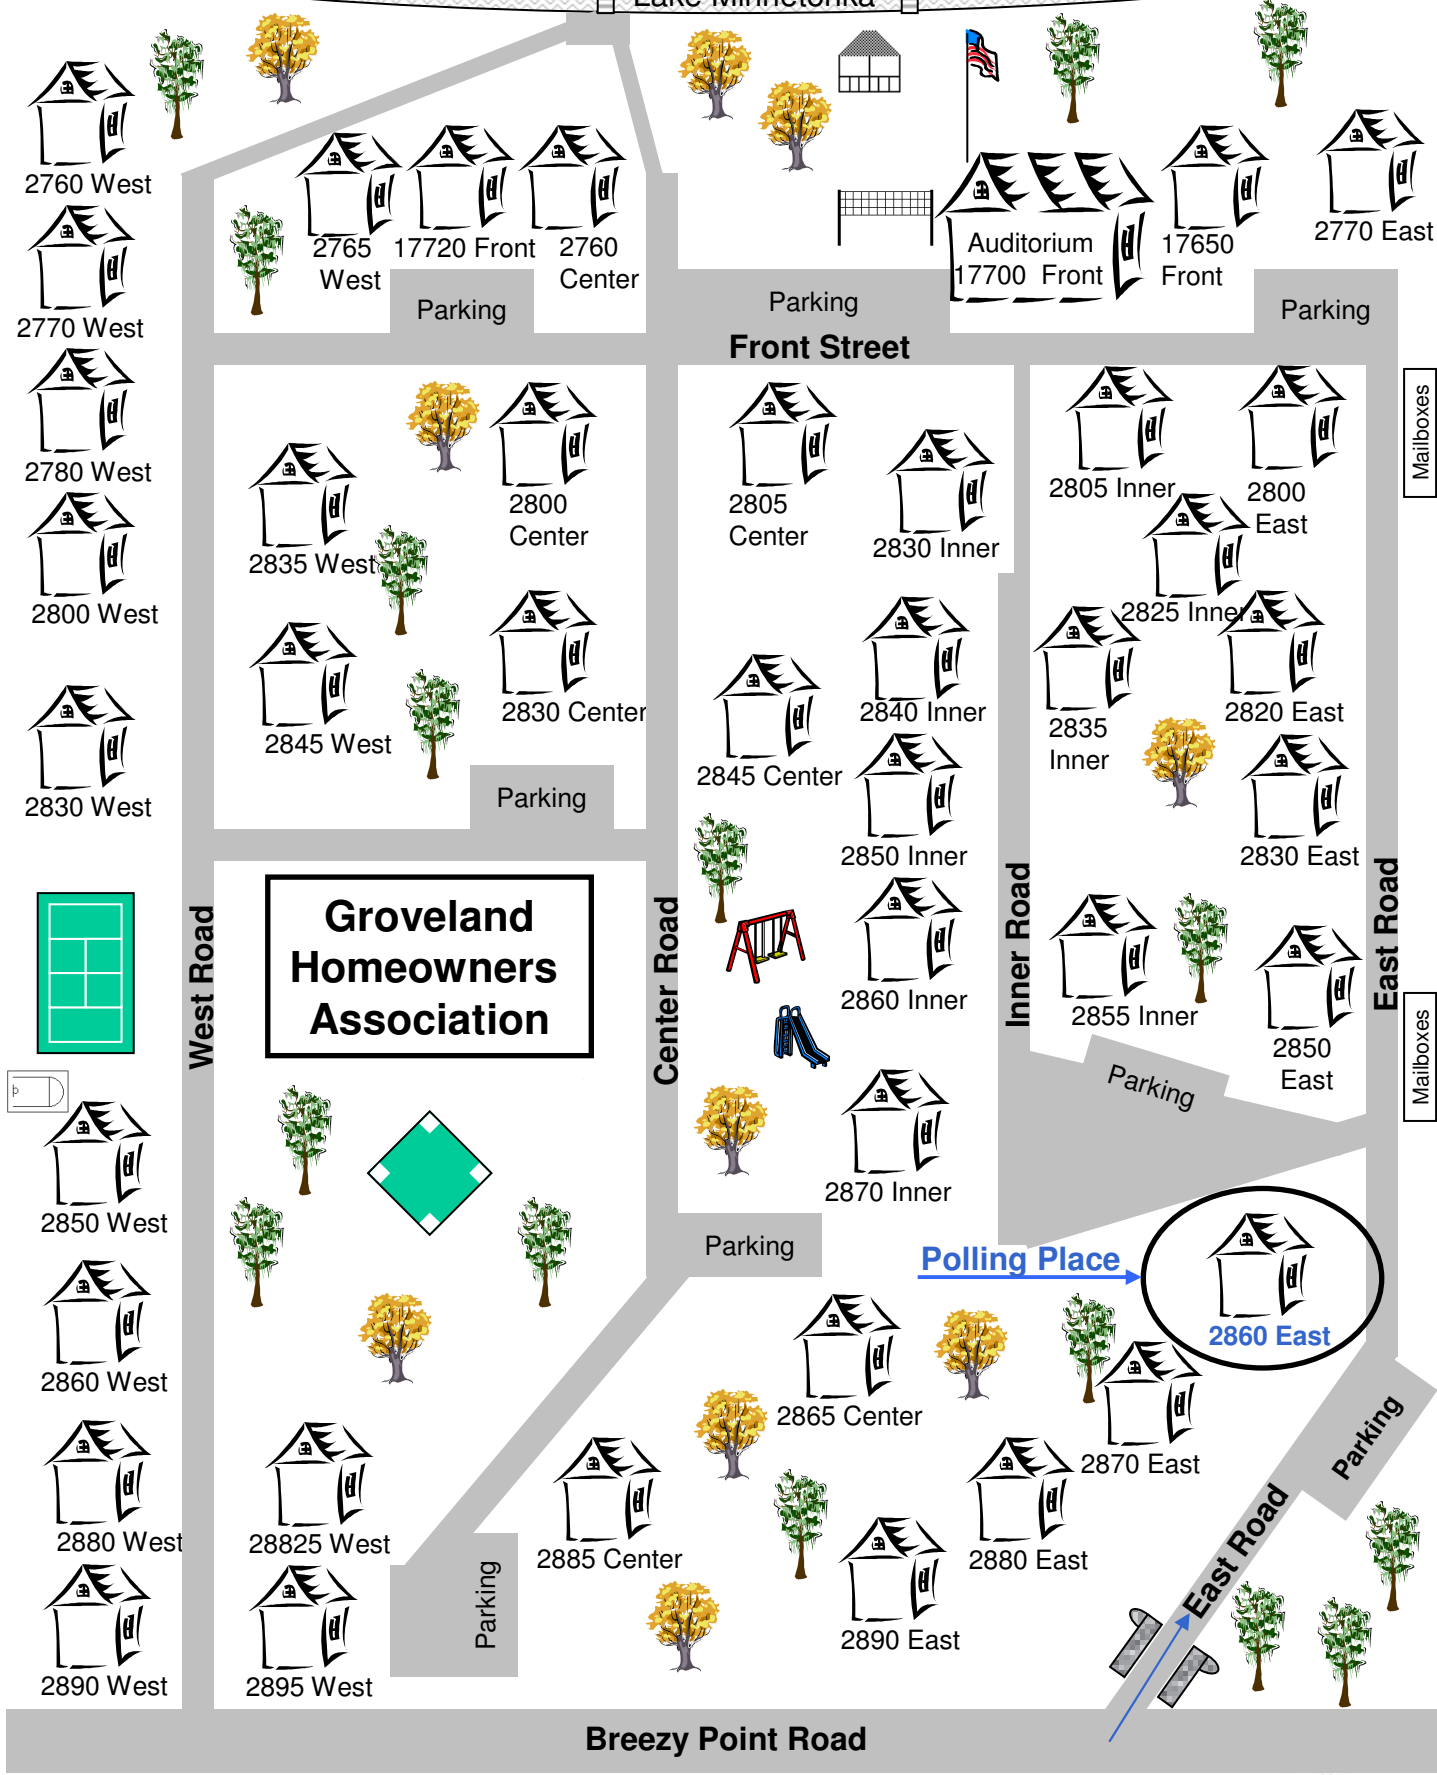 Lake Minnetonka
2760 West
2765
West
17720 Front
2760
Center
Auditorium
17700 Front
17650
Front
2770 East
2770 West
Parking
Parking
Parking
Front Street
2780 West
2800
Center
2805
Center
2805 Inner
2800
East
Mailboxes
2835 West
2830 Inner
2800 West
2825 Inner
2845 West
2830 Center
2840 Inner
2835
Inner
2820 East
2830 West
Parking
2845 Center
2850 Inner
2830 East
Groveland
Homeowners
Association
West Road
Center Road
Inner Road
East Road
2860 Inner
2855 Inner
2850
East
Mailboxes
Parking
2850 West
2870 Inner
Parking
Polling Place
2860 East
2860 West
2865 Center
2870 East
Parking
2880 West
28825 West
2885 Center
2880 East
East Road
Parking
2890 East
2890 West
2895 West
Breezy Point Road